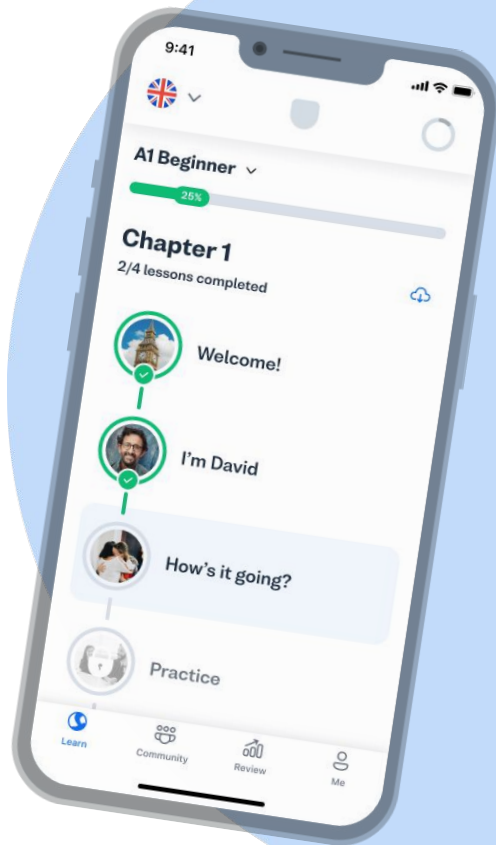 9:41
A1 Beginner
25%
Chapter 1
2/4 lessons completed
Welcome!
I'm David
How's it going?
Practice
Learn
Community
Review
Me